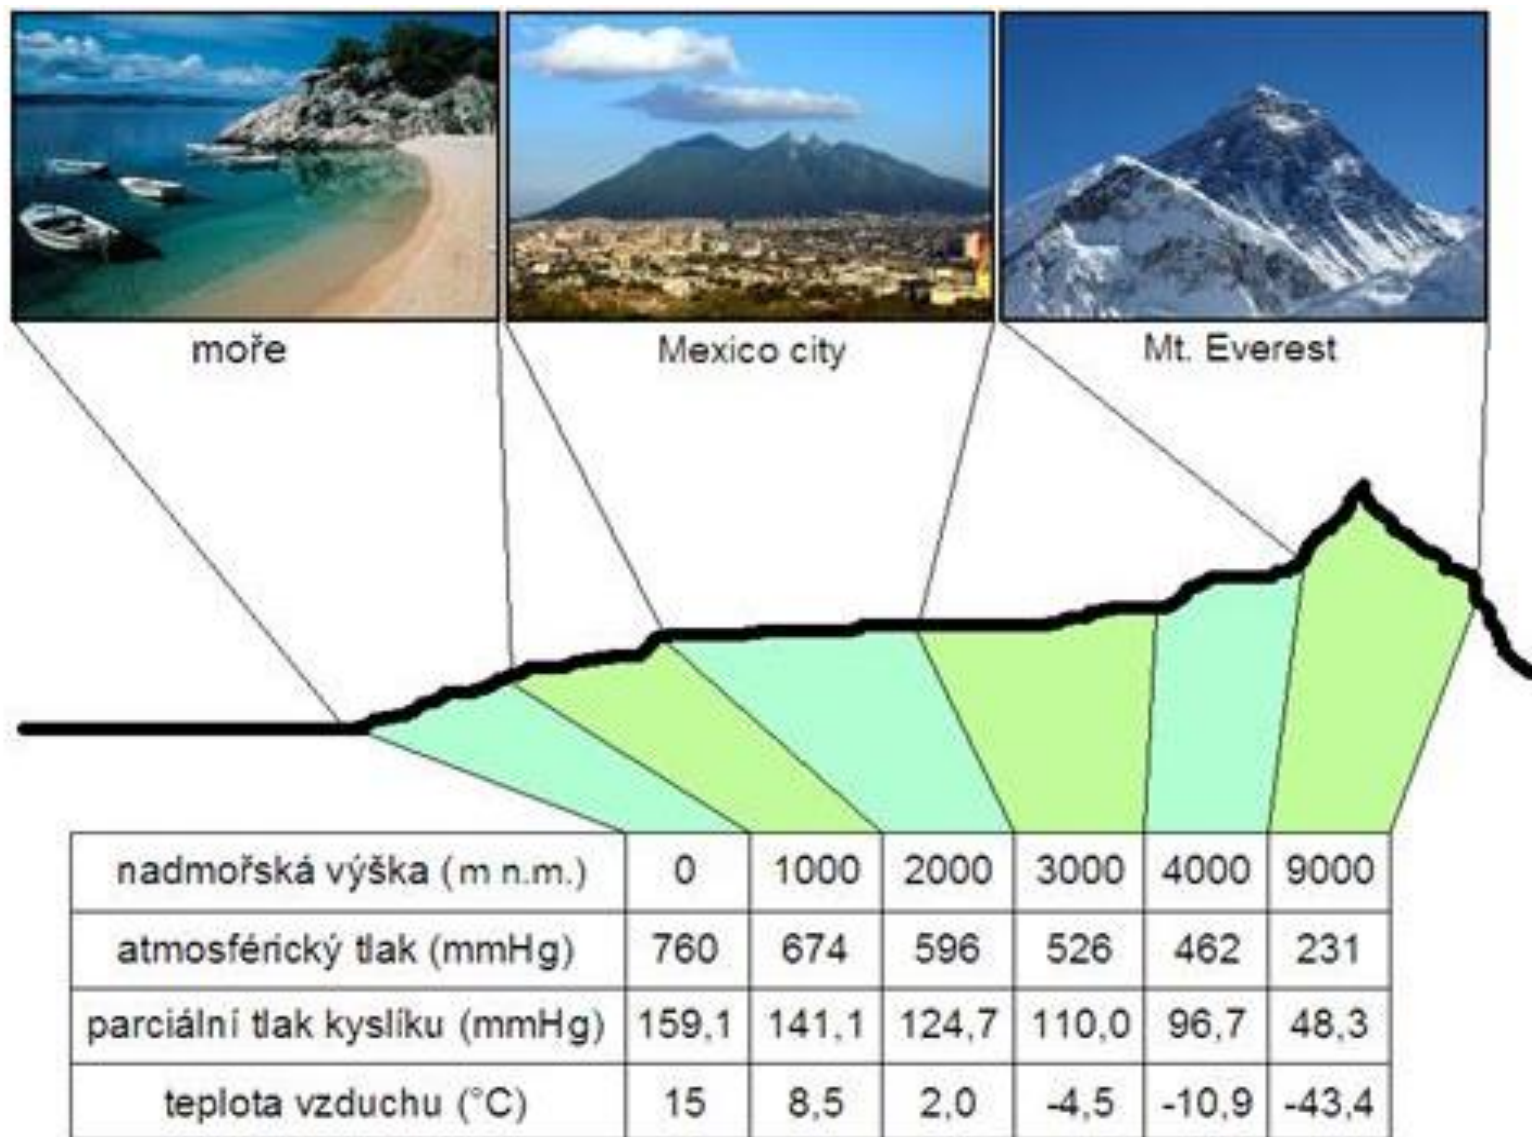 moře
Mexico city
Mt. Everest
nadmořská výška (m n.m.) 0 1000 2000 3000 4000 9000
atmosférický tlak (mmHg) 760 674 596 526 462 231
parciální tlak kyslíku (mmHg) 159,1 141,1 124,7 110,0 96,7 48,3
teplota vzduchu (°C) 15 8,5 2,0 -4,5 -10,9 -43,4